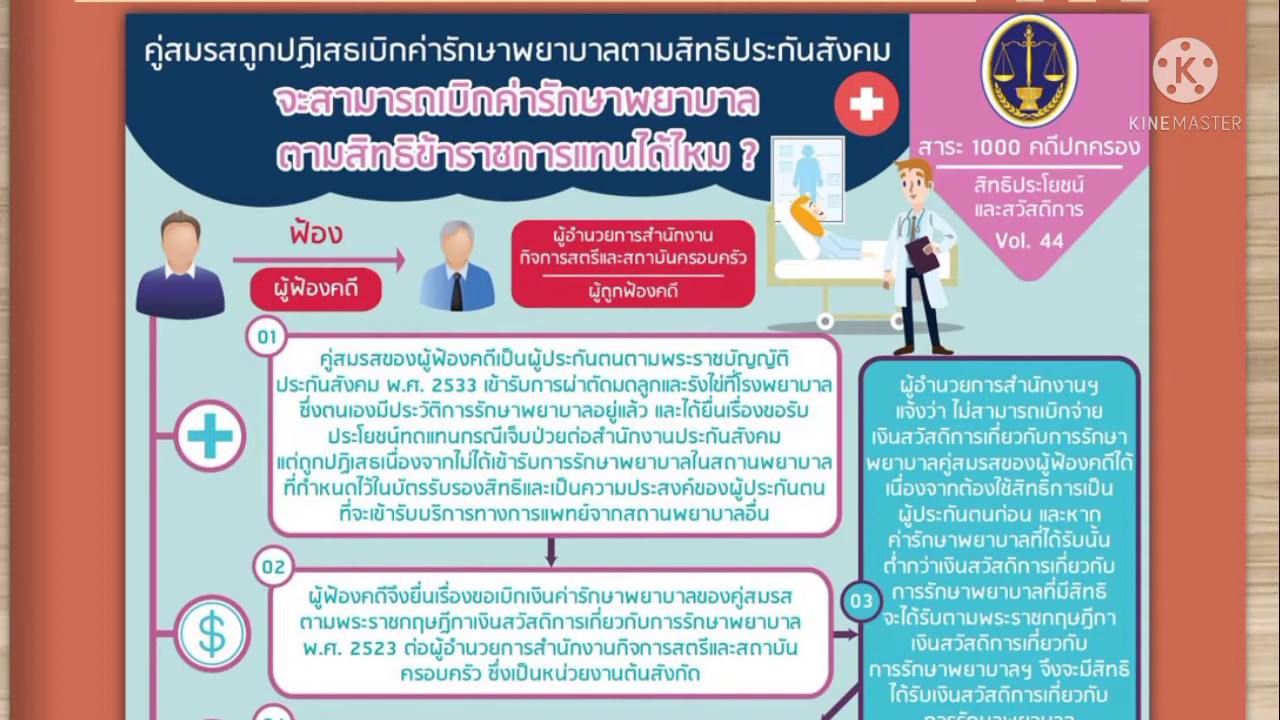 คู่สมรสถูกปฏิเสธเบิกค่ารักษาพยาบาลตามสิทธิประกันสังคม
จะสามารถเบิกค่ารักษาพยาบาล
ตามสิทธิข้าราชการแทนได้ไหม ?
KINEMASTER
สาระ 1000 คดีปกครอง
สิทธิประโยชน์
และสวัสดิการ
Vol. 44
ฟ้อง
ผู้ฟ้องคดี
ผู้อำนวยการสำนักงาน
กิจการสตรีและสถาบันครอบครัว
ผู้ถูกฟ้องคดี
01
คู่สมรสของผู้ฟ้องคดีเป็นผู้ประกันตนตามพระราชบัญญัติ
ประกันสังคม พ.ศ. 2533 เข้ารับการผ่าตัดมดลูกและรังไข่ที่โรงพยาบาล
ซึ่งตนเองมีประวัติการรักษาพยาบาลอยู่แล้ว และได้ยื่นเรื่องขอรับ
ประโยชน์ทดแทนกรณีเจ็บป่วยต่อสำนักงานประกันสังคม
แต่ถูกปฏิเสธเนื่องจากไม่ได้เข้ารับการรักษาพยาบาลในสถานพยาบาล
ที่กำหนดไว้ในบัตรรับรองสิทธิและเป็นความประสงค์ของผู้ประกันตน
ที่จะเข้ารับบริการทางการแพทย์จากสถานพยาบาลอื่น
02
ผู้ฟ้องคดีจึงยื่นเรื่องขอเบิกเงินค่ารักษาพยาบาลของคู่สมรส
ตามพระราชกฤษฎีกาเงินสวัสดิการเกี่ยวกับการรักษาพยาบาล
พ.ศ. 2523 ต่อผู้อำนวยการสำนักงานกิจการสตรีและสถาบัน
ครอบครัว ซึ่งเป็นหน่วยงานต้นสังกัด
03
ผู้อำนวยการสำนักงานฯ
แจ้งว่า ไม่สามารถเบิกจ่าย
เงินสวัสดิการเกี่ยวกับการรักษา
พยาบาลคู่สมรสของผู้ฟ้องคดีได้
เนื่องจากต้องใช้สิทธิการเป็น
ผู้ประกันตนก่อน และหาก
ค่ารักษาพยาบาลที่ได้รับนั้น
ต่ำกว่าเงินสวัสดิการเกี่ยวกับ
การรักษาพยาบาลที่มีสิทธิ
จะได้รับตามพระราชกฤษฎีกา
เงินสวัสดิการเกี่ยวกับ
การรักษาพยาบาลฯ จึงจะมีสิทธิ
ได้รับเงินสวัสดิการเกี่ยวกับ